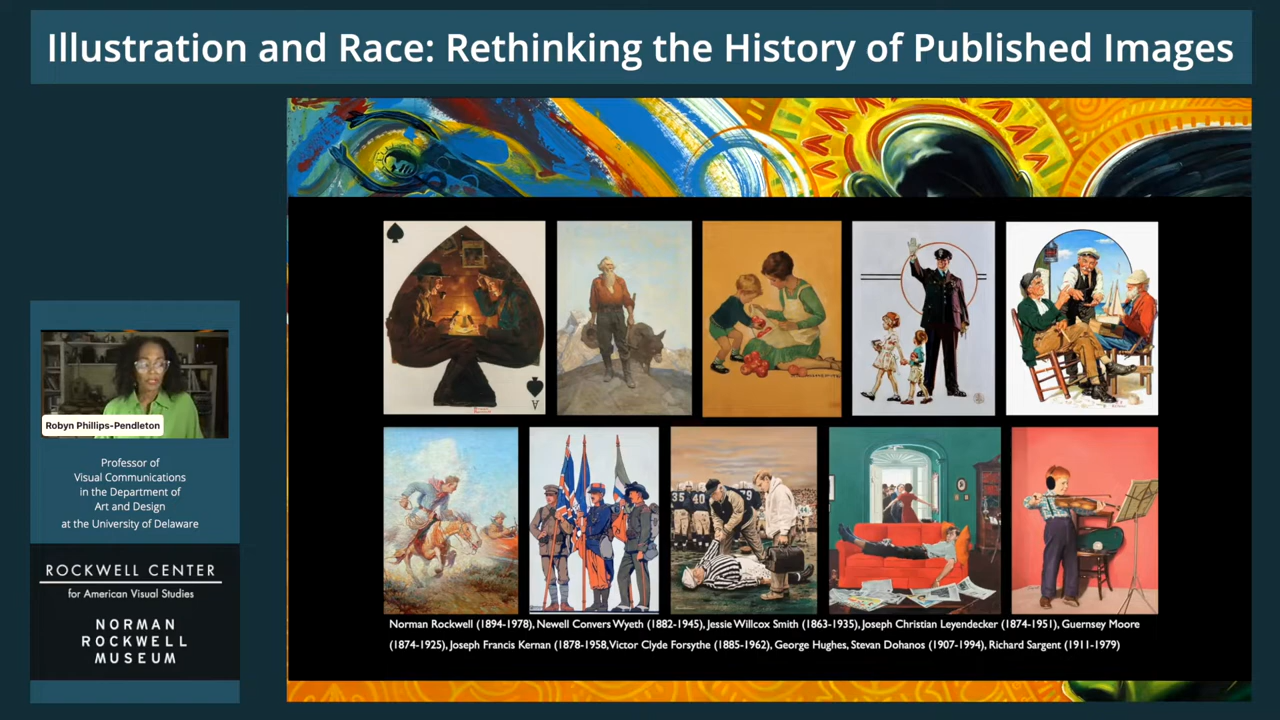 Illustration and Race: Rethinking the History of Published Images
Robyn Phillips-Pendleton
Professor of
Visual Communications
in the Department of
Art and Design
at the University of Delaware
ROCKWELL CENTER
for American Visual Studies
NORMAN
ROCKWELL
MUSEUM
A
35
40
79
Norman Rockwell (1894-1978), Newell Convers Wyeth (1882-1945), Jessie Willcox Smith (1863-1935), Joseph Christian Leyendecker (1874-1951), Guernsey Moore
(1874-1925), Joseph Francis Kernan (1878-1958,Victor Clyde Forsythe (1885-1962), George Hughes, Stevan Dohanos (1907-1994), Richard Sargent (1911-1979)